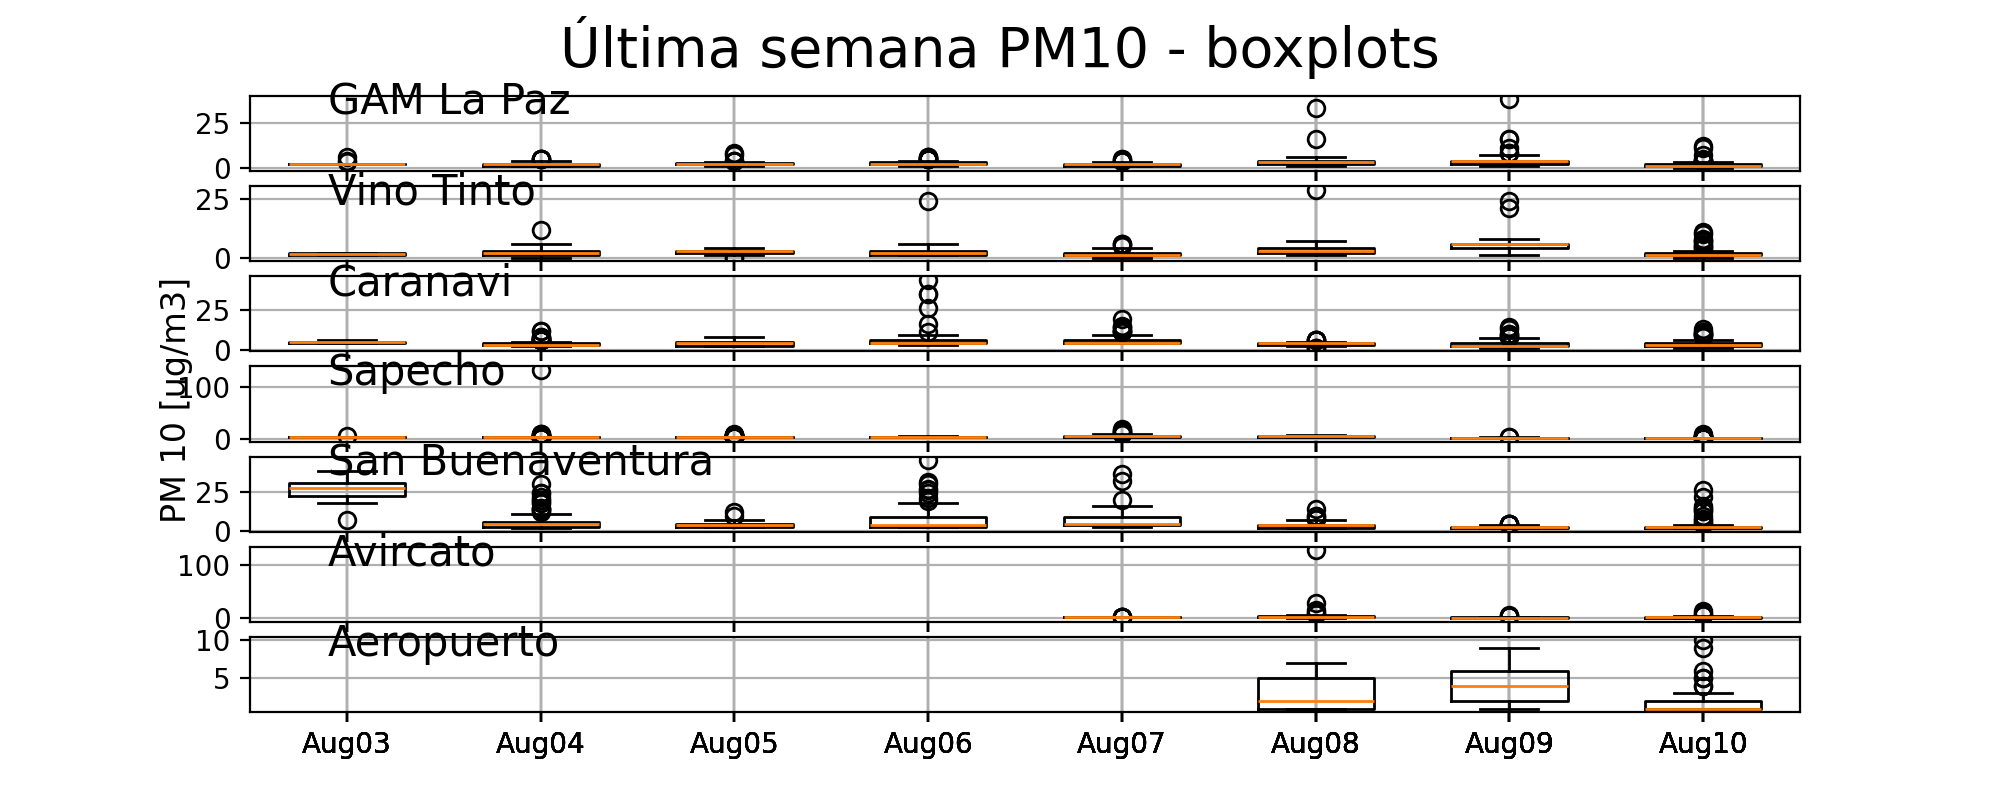 Última semana PM10 - boxplots
GAM La Paz
25
0
Vino Tinto
25
0
Caranavi
25
0
PM 10 [µg/m3]
Sapecho
100
0
San Buenaventura
25
0
Avircato
100
0
Aeropuerto
10
5
Aug03 Aug04 Aug05 Aug06 Aug07 Aug08 Aug09 Aug10